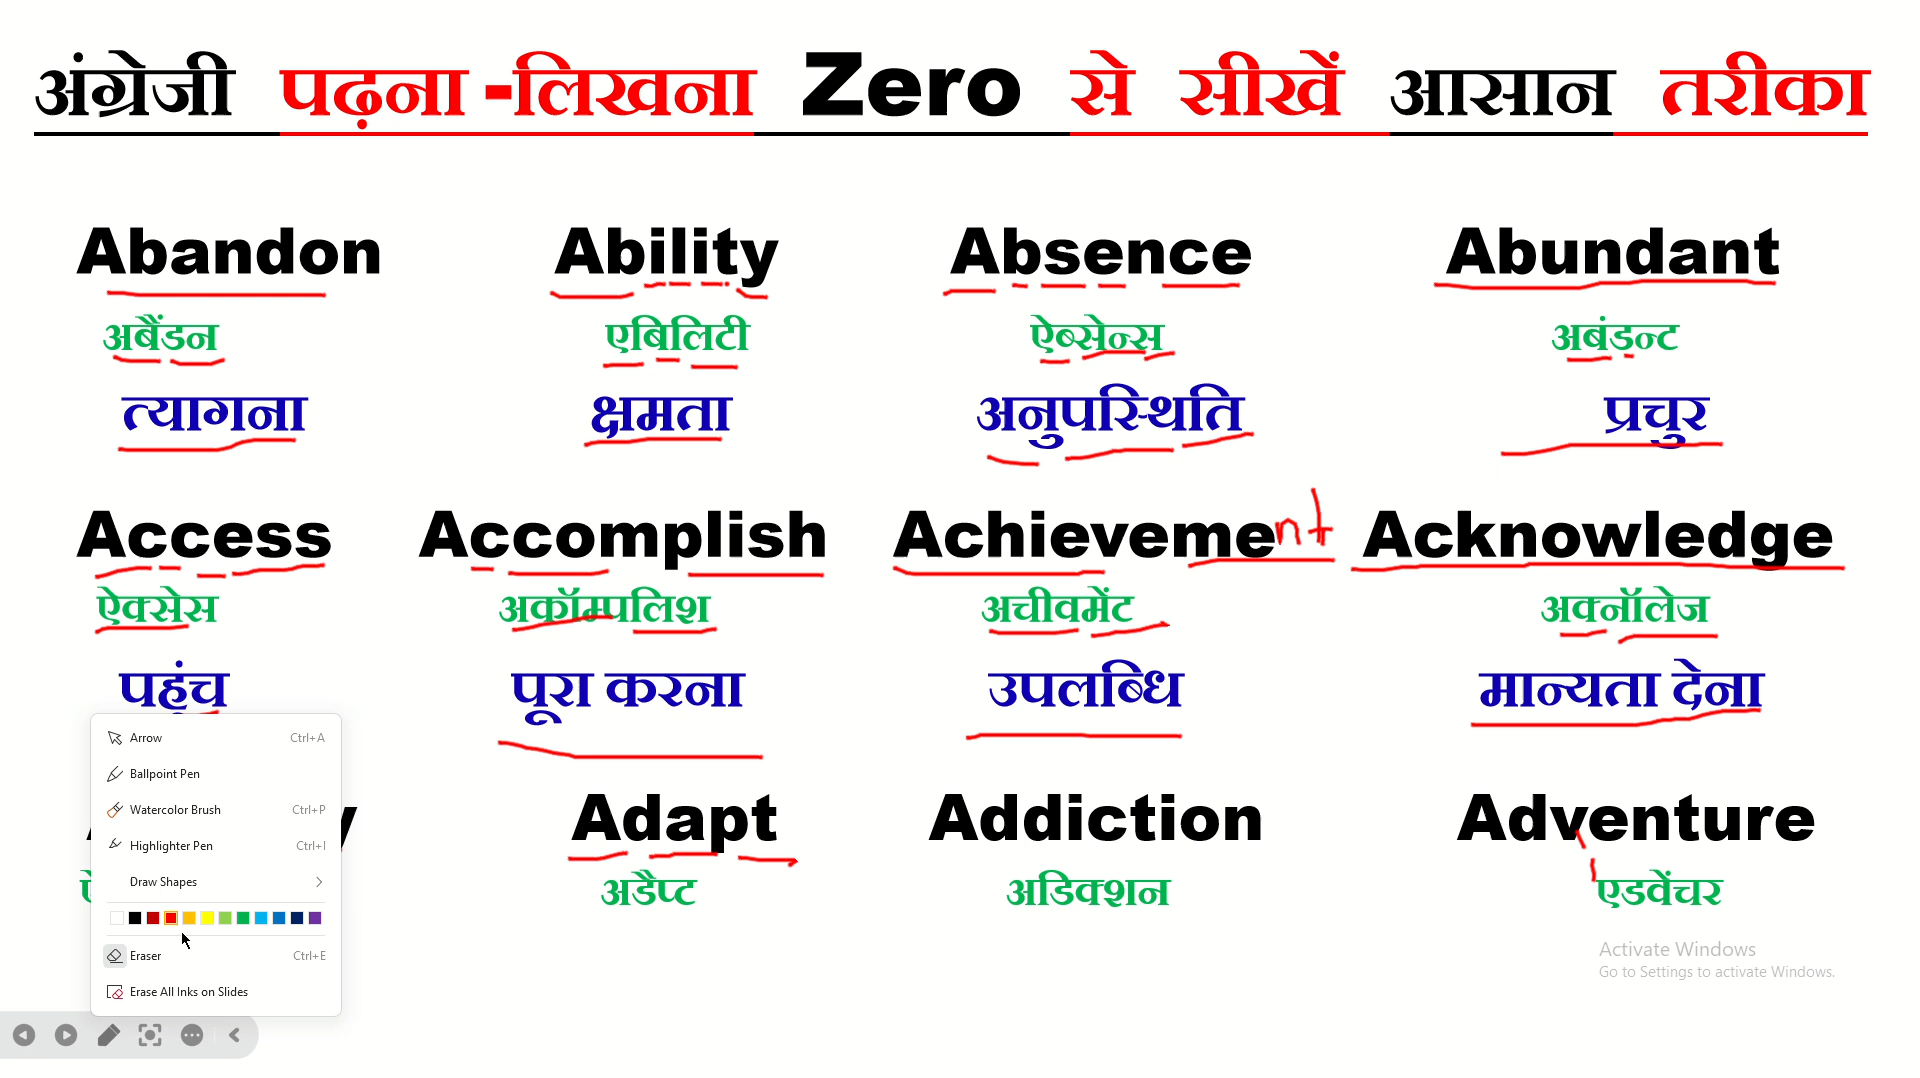 अंग्रेजी पढ़ना -लिखना Zero से सीखें आसान तरीका
Abandon Ability Absence Abundant
अबैंडन एबिलिटी ऐब्सेन्स अबंडन्ट
त्यागना क्षमता अनुपस्थिति प्रचुर
Access Accomplish Achievement Acknowledge
ऐक्सेस अकॉम्पलिश अचीवमेंट अक्नॉलेज
पहूंच पूरा करना उपलब्धि मान्यता देना
Adapt Addiction Adventure
अडैप्ट अडिक्शन एडवेंचर
Arrow Ctrl+A
Ballpoint Pen
Watercolor Brush Ctrl+P
Highlighter Pen Ctrl+I
Draw Shapes
Eraser Ctrl+E
Erase All Inks on Slides
Activate Windows
Go to Settings to activate Windows.